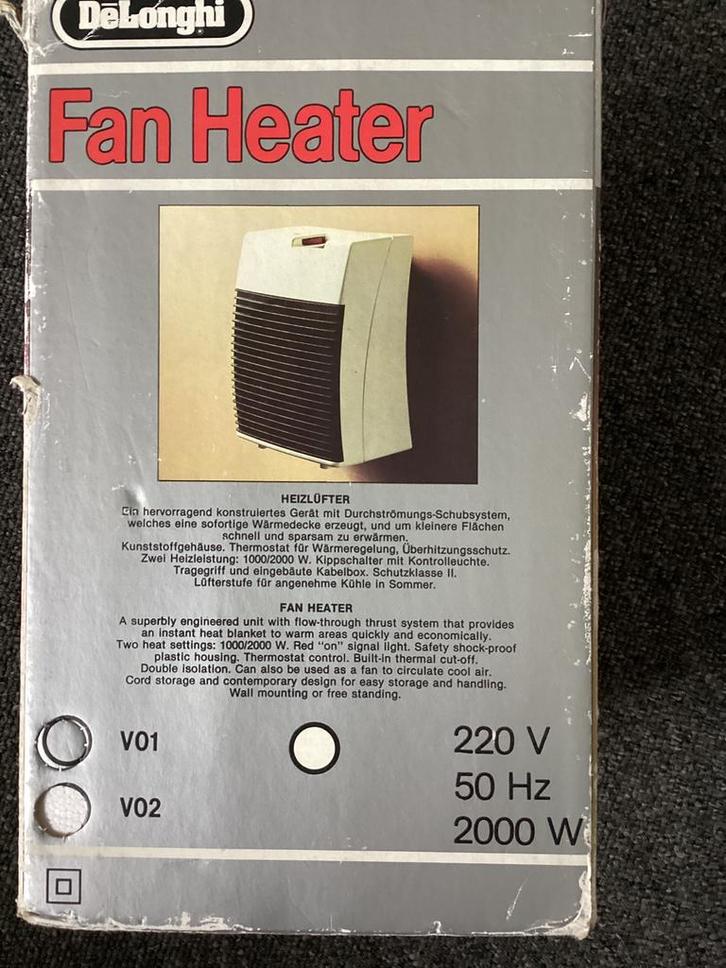 DeLonghi
Fan Heater
HEIZLÜFTER
Ein hervorragend konstruiertes Gerät mit Durchströmungs-Schubsystem,
welches eine sofortige Wärmedecke erzeugt, und um kleinere Flächen
schnell und sparsam zu erwärmen.
Kunststoffgehäuse. Thermostat für Wärmeregelung, Überhitzungsschutz.
Zwei Heizleistung: 1000/2000 W. Kippschalter mit Kontrolleuchte.
Tragegriff und eingebäute Kabelbox. Schutzklasse II.
Lüfterstufe für angenehme Kühle in Sommer.
FAN HEATER
A superbly engineered unit with flow-through thrust system that provides
an instant heat blanket to warm areas quickly and economically.
Two heat settings: 1000/2000 W. Red "on" signal light. Safety shock-proof
plastic housing. Thermostat control. Built-in thermal cut-off.
Double isolation. Can also be used as a fan to circulate cool air.
Cord storage and contemporary design for easy storage and handling.
Wall mounting or free standing.
V01
V02
220 V
50 Hz
2000 W